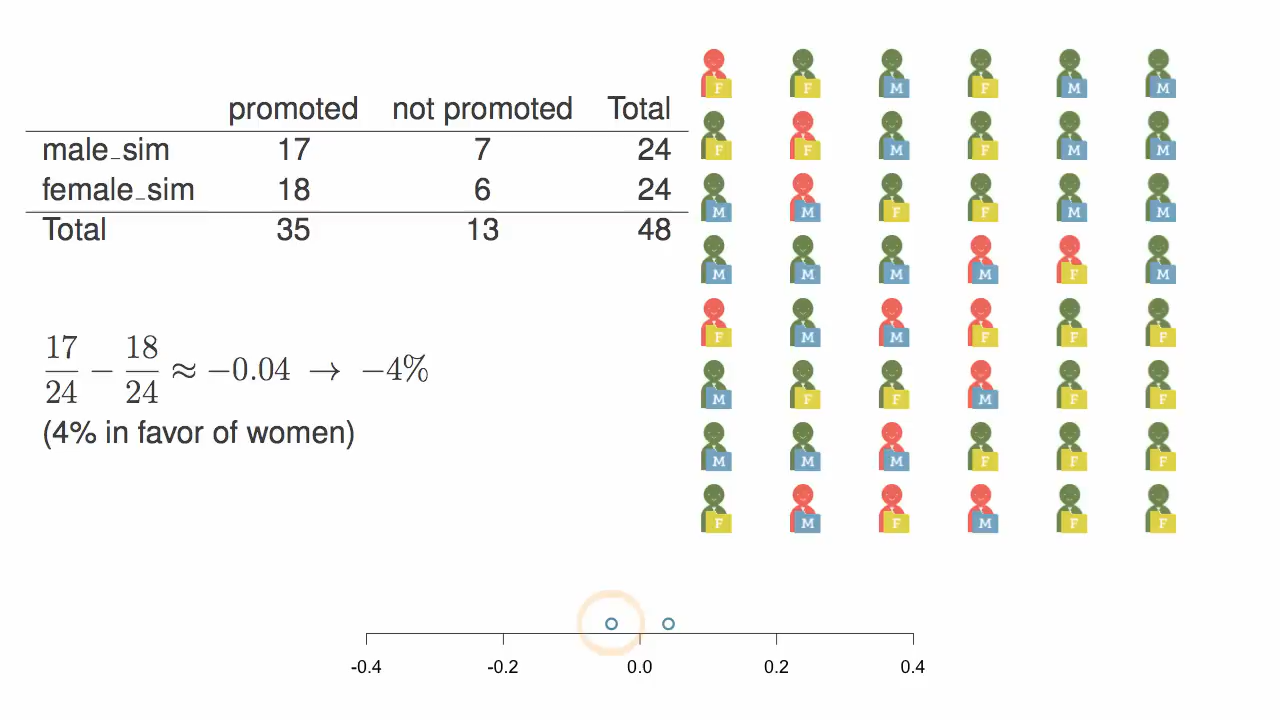 promoted not promoted Total
male_sim 17 7 24
female_sim 18 6 24
Total 35 13 48
17/24 − 18/24 ≈ −0.04 → −4%
(4% in favor of women)
F F M F M M
F F M F M M
M M F F M M
M M M M F M
F M M F F F
M F F M F F
M M M F F F
F M F M F F
-0.4 -0.2 0.0 0.2 0.4